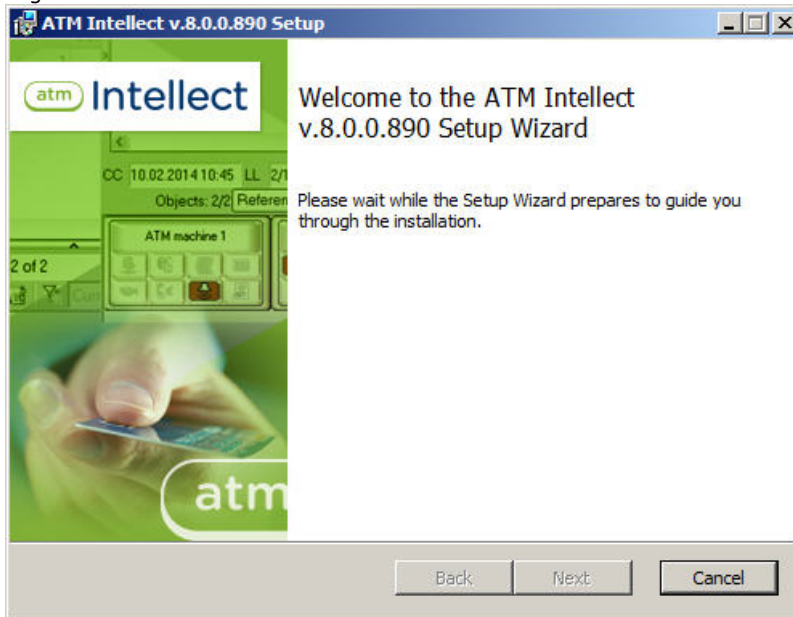 ATM Intellect v.8.0.0.890 Setup
atm Intellect
Welcome to the ATM Intellect
v.8.0.0.890 Setup Wizard
Please wait while the Setup Wizard prepares to guide you
through the installation.
CC 10.02.2014 10:45 LL
Objects: 2/2
ATM machine 1
2 of 2
atm
Back
Next
Cancel